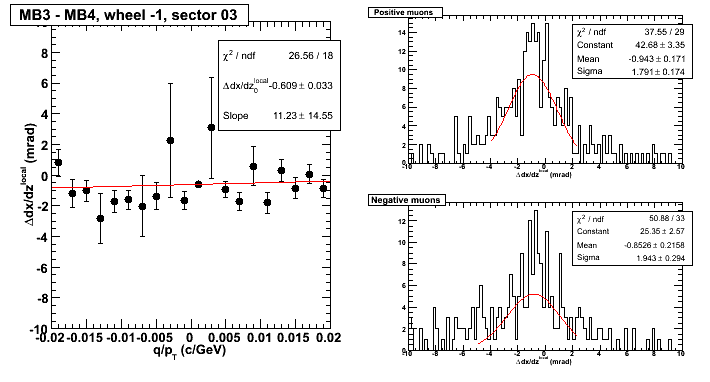 MB3 - MB4, wheel -1, sector 03
χ² / ndf 26.56 / 18
Δdx/dz₀^local -0.609 ± 0.033
Slope 11.23 ± 14.55
Δdx/dz^local (mrad)
8
6
4
2
0
-2
-4
-6
-8
-10
-0.02 -0.015 -0.01 -0.005 0 0.005 0.01 0.015 0.02
q/p_T (c/GeV)
Positive muons
χ² / ndf 37.55 / 29
Constant 42.68 ± 3.35
Mean -0.943 ± 0.171
Sigma 1.791 ± 0.174
14
12
10
8
6
4
2
0
-10 -8 -6 -4 -2 0 2 4 6 8 10
Δdx/dz^local (mrad)
Negative muons
χ² / ndf 50.88 / 33
Constant 25.35 ± 2.57
Mean -0.8526 ± 0.2158
Sigma 1.943 ± 0.294
12
10
8
6
4
2
0
-10 -8 -6 -4 -2 0 2 4 6 8 10
Δdx/dz^local (mrad)